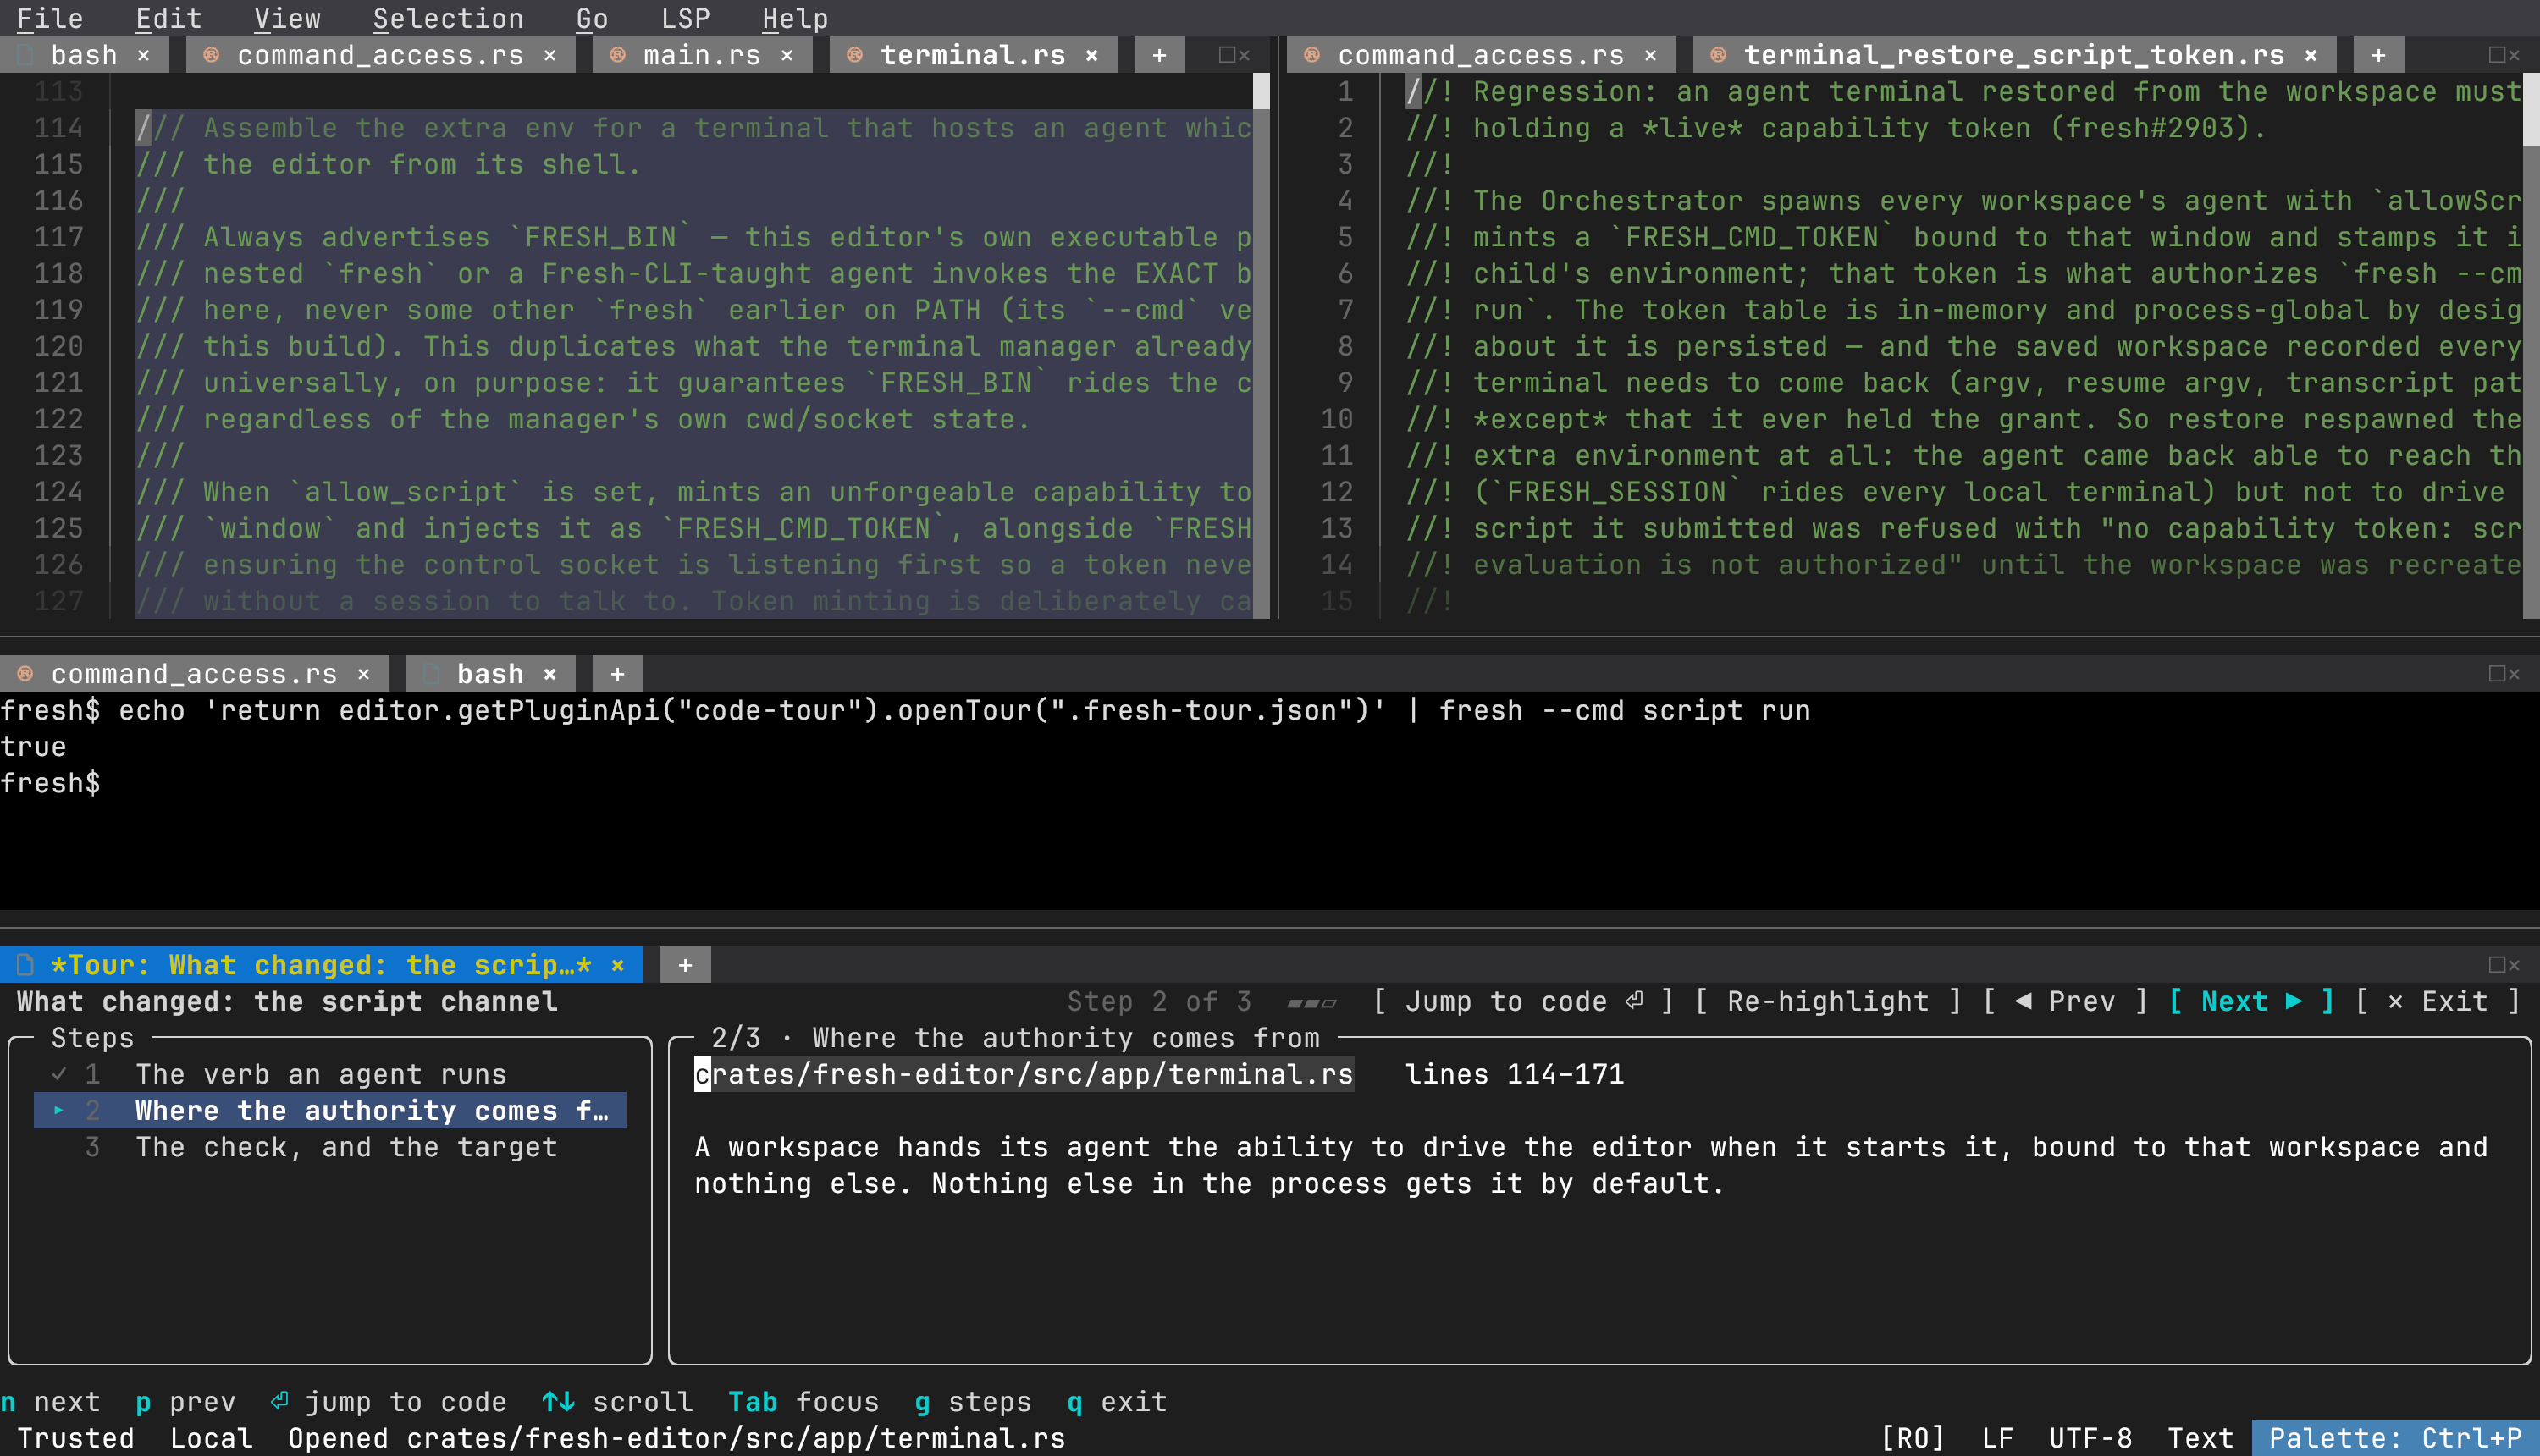 File Edit View Selection Go LSP Help
bash × command_access.rs × main.rs × terminal.rs × + □×
113
114 /// Assemble the extra env for a terminal that hosts an agent whic
115 /// the editor from its shell.
116 ///
117 /// Always advertises `FRESH_BIN` — this editor's own executable p
118 /// nested `fresh` or a Fresh-CLI-taught agent invokes the EXACT b
119 /// here, never some other `fresh` earlier on PATH (its `--cmd` ve
120 /// this build). This duplicates what the terminal manager already
121 /// universally, on purpose: it guarantees `FRESH_BIN` rides the c
122 /// regardless of the manager's own cwd/socket state.
123 ///
124 /// When `allow_script` is set, mints an unforgeable capability to
125 /// `window` and injects it as `FRESH_CMD_TOKEN`, alongside `FRESH
126 /// ensuring the control socket is listening first so a token neve
127 /// without a session to talk to. Token minting is deliberately ca
command_access.rs × terminal_restore_script_token.rs × + □×
1 //! Regression: an agent terminal restored from the workspace must
2 //! holding a *live* capability token (fresh#2903).
3 //!
4 //! The Orchestrator spawns every workspace's agent with `allowScr
5 //! mints a `FRESH_CMD_TOKEN` bound to that window and stamps it i
6 //! child's environment; that token is what authorizes `fresh --cm
7 //! run`. The token table is in-memory and process-global by desig
8 //! about it is persisted — and the saved workspace recorded every
9 //! terminal needs to come back (argv, resume argv, transcript pat
10 //! *except* that it ever held the grant. So restore respawned the
11 //! extra environment at all: the agent came back able to reach th
12 //! (`FRESH_SESSION` rides every local terminal) but not to drive
13 //! script it submitted was refused with "no capability token: scr
14 //! evaluation is not authorized" until the workspace was recreate
15 //!
command_access.rs × bash × + □×
fresh$ echo 'return editor.getPluginApi("code-tour").openTour(".fresh-tour.json")' | fresh --cmd script run
true
fresh$
*Tour: What changed: the scrip…* × + □×
What changed: the script channel Step 2 of 3 ▰▰▱ [ Jump to code ⏎ ] [ Re-highlight ] [ ◀ Prev ] [ Next ▶ ] [ × Exit ]
Steps
✓ 1 The verb an agent runs
▸ 2 Where the authority comes f…
3 The check, and the target
2/3 · Where the authority comes from
crates/fresh-editor/src/app/terminal.rs lines 114–171
A workspace hands its agent the ability to drive the editor when it starts it, bound to that workspace and
nothing else. Nothing else in the process gets it by default.
n next p prev ⏎ jump to code ↑↓ scroll Tab focus g steps q exit
Trusted Local Opened crates/fresh-editor/src/app/terminal.rs [RO] LF UTF-8 Text Palette: Ctrl+P